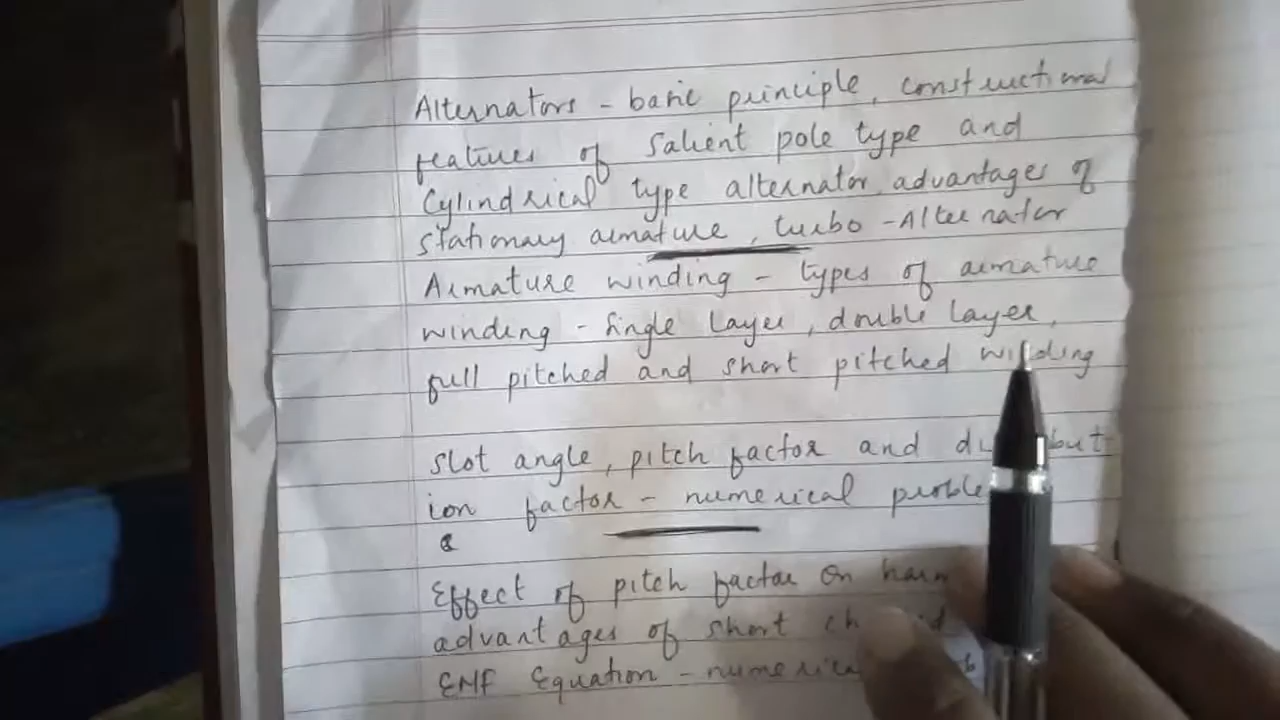 Alternators - basic principle, constructional
features of Salient pole type and
Cylindrical type alternator, advantages of
stationary armature, turbo - Alternator
Armature winding - types of armature
winding - Single layer, double layer,
full pitched and short pitched winding
Slot angle, pitch factor and
ion factor - numerical
Effect of pitch factor on
advantages of short
EMF Equation -